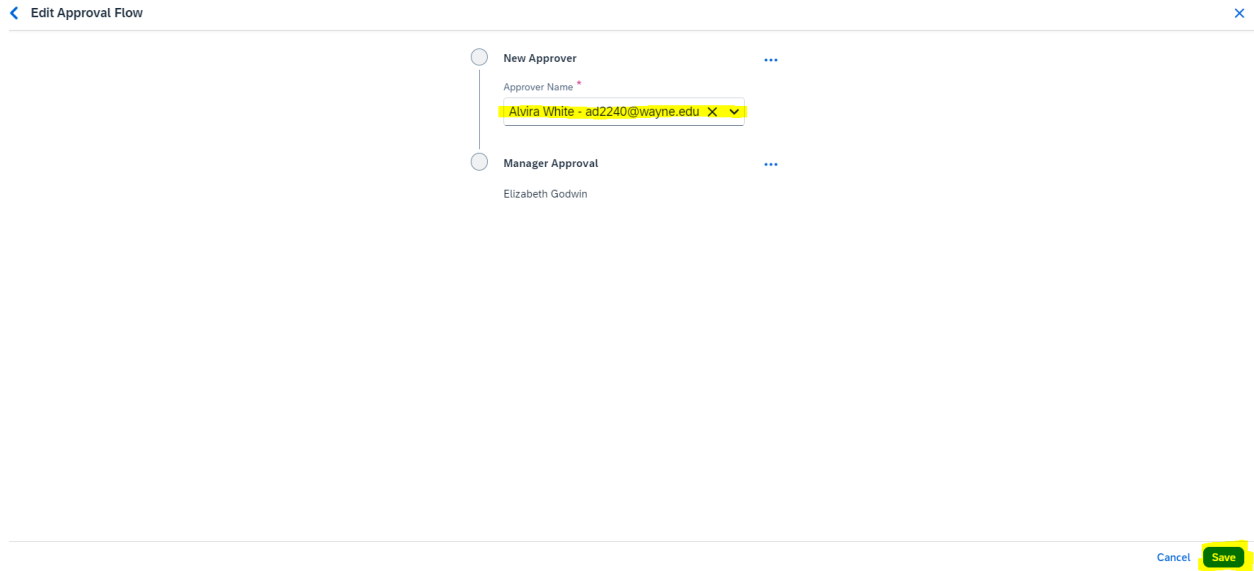 Edit Approval Flow
New Approver
Approver Name *
Alvira White - ad2240@wayne.edu
Manager Approval
Elizabeth Godwin
Cancel Save